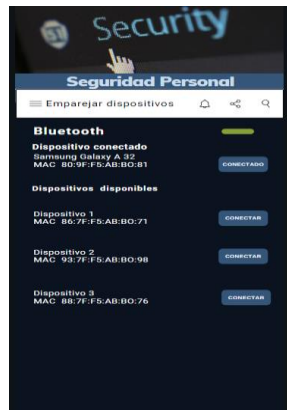 Security
Seguridad Personal
Emparejar dispositivos
Bluetooth
Dispositivo conectado
Samsung Galaxy A 32
MAC 80:9F:F5:AB:B0:81
CONECTADO
Dispositivos disponibles
Dispositivo 1
MAC 86:7F:F5:AB:B0:71
CONECTAR
Dispositivo 2
MAC 93:7F:F5:AB:B0:98
CONECTAR
Dispositivo 3
MAC 88:7F:F5:AB:B0:76
CONECTAR